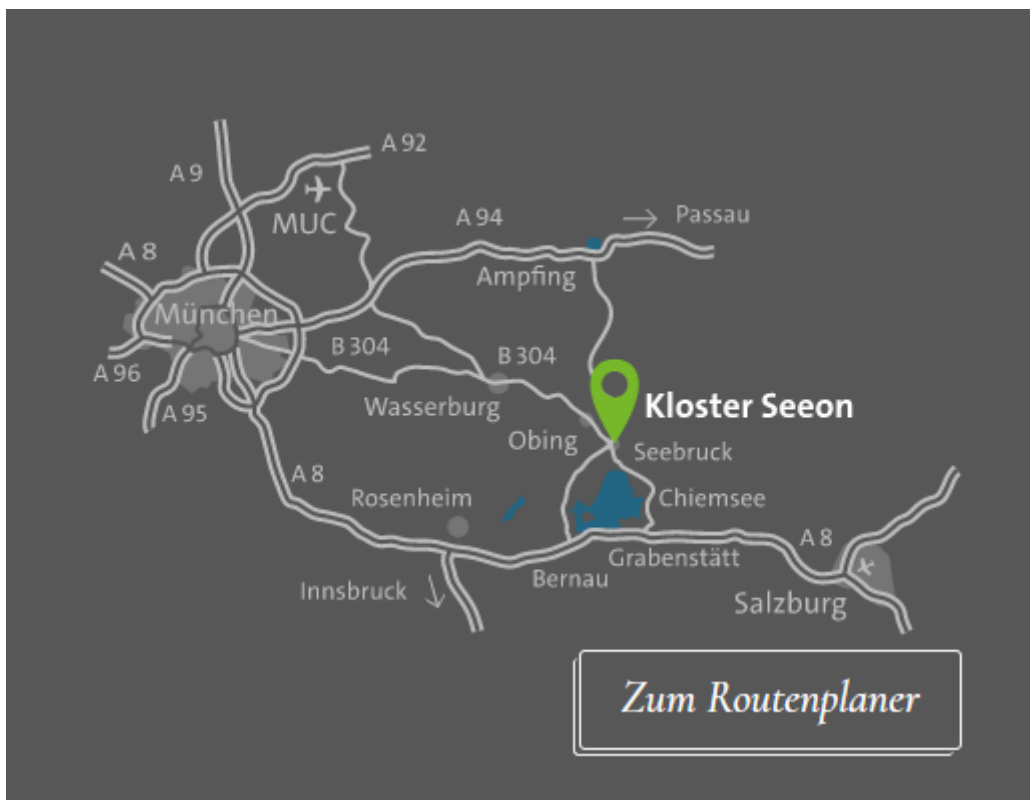 A 92
A 9
MUC
A 94
Passau
A 8
Ampfing
München
B 304
B 304
A 96
Wasserburg
Kloster Seeon
A 95
Obing
Seebruck
A 8
Rosenheim
Chiemsee
A 8
Grabenstätt
Bernau
Innsbruck
Salzburg
Zum Routenplaner